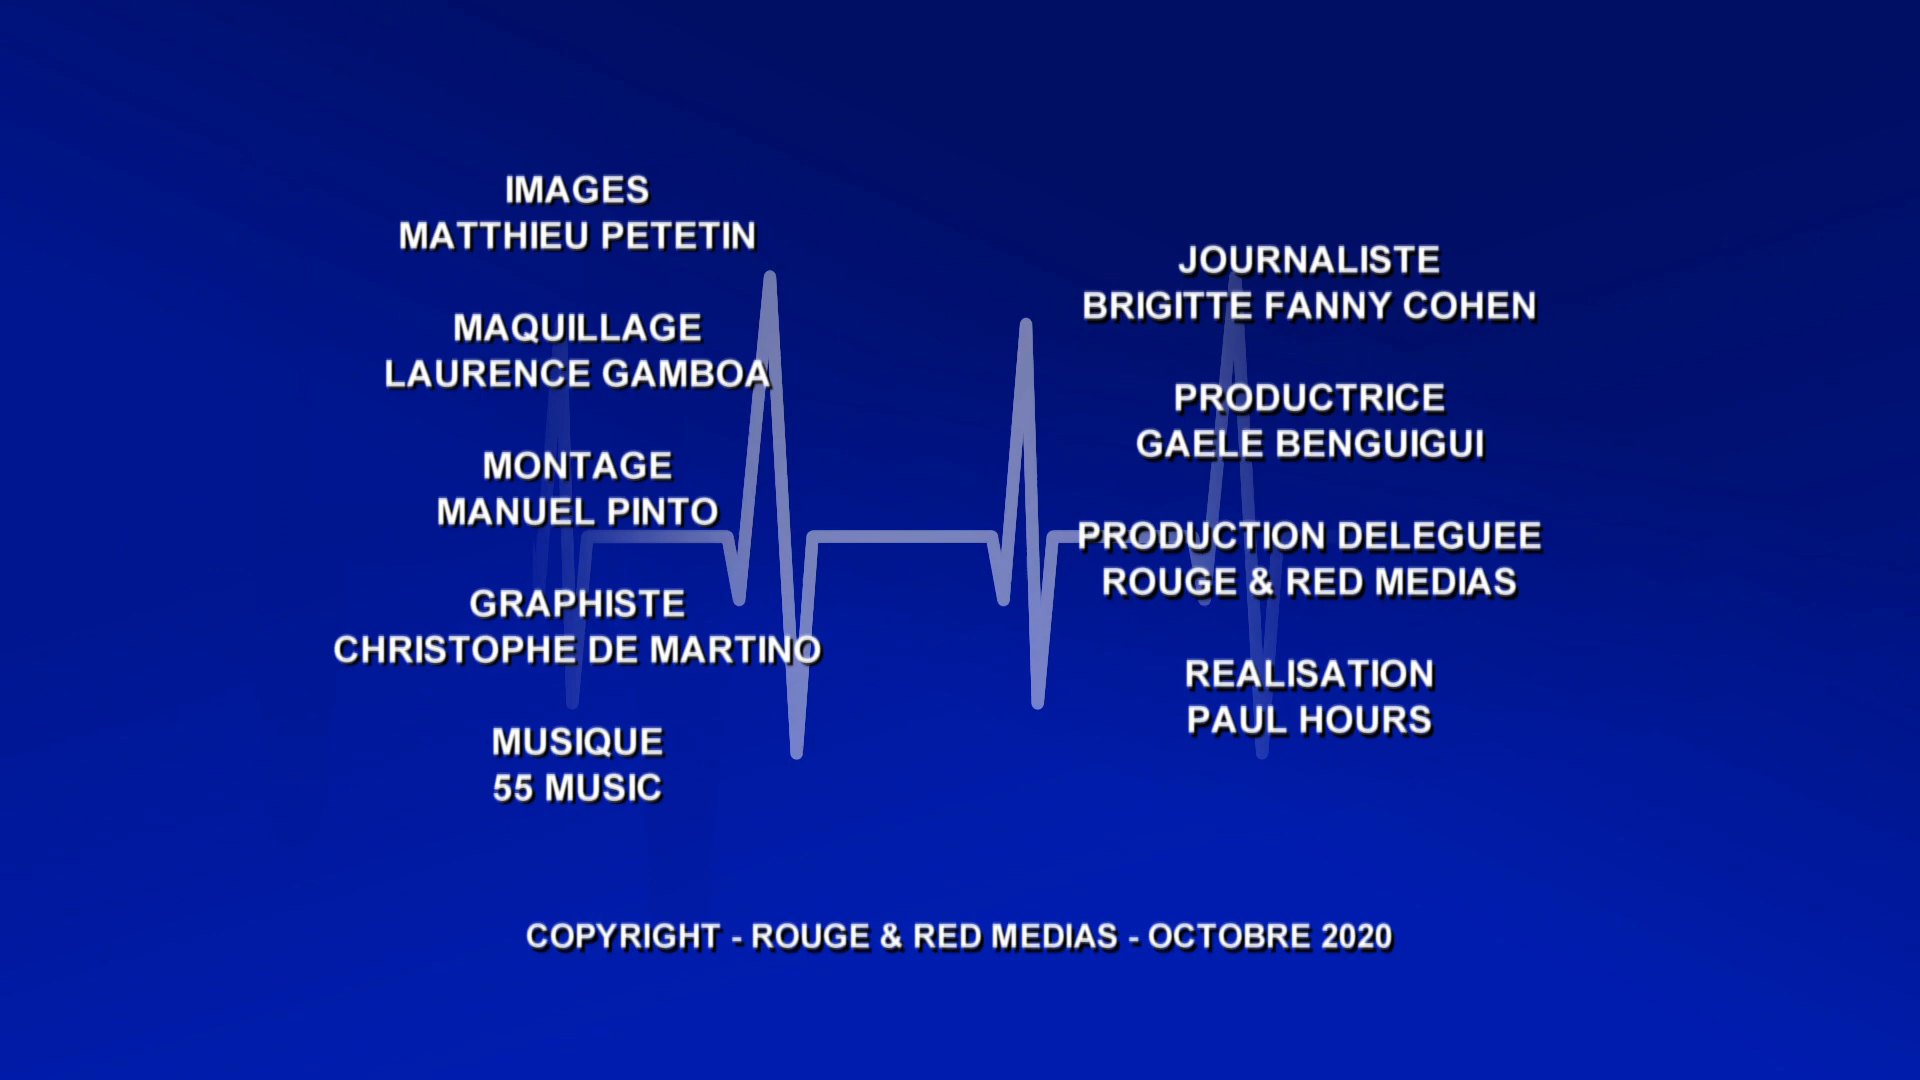 IMAGES
MATTHIEU PETETIN
MAQUILLAGE
LAURENCE GAMBOA
MONTAGE
MANUEL PINTO
GRAPHISTE
CHRISTOPHE DE MARTINO
MUSIQUE
55 MUSIC
JOURNALISTE
BRIGITTE FANNY COHEN
PRODUCTRICE
GAELE BENGUIGUI
PRODUCTION DELEGUEE
ROUGE & RED MEDIAS
REALISATION
PAUL HOURS
COPYRIGHT - ROUGE & RED MEDIAS - OCTOBRE 2020